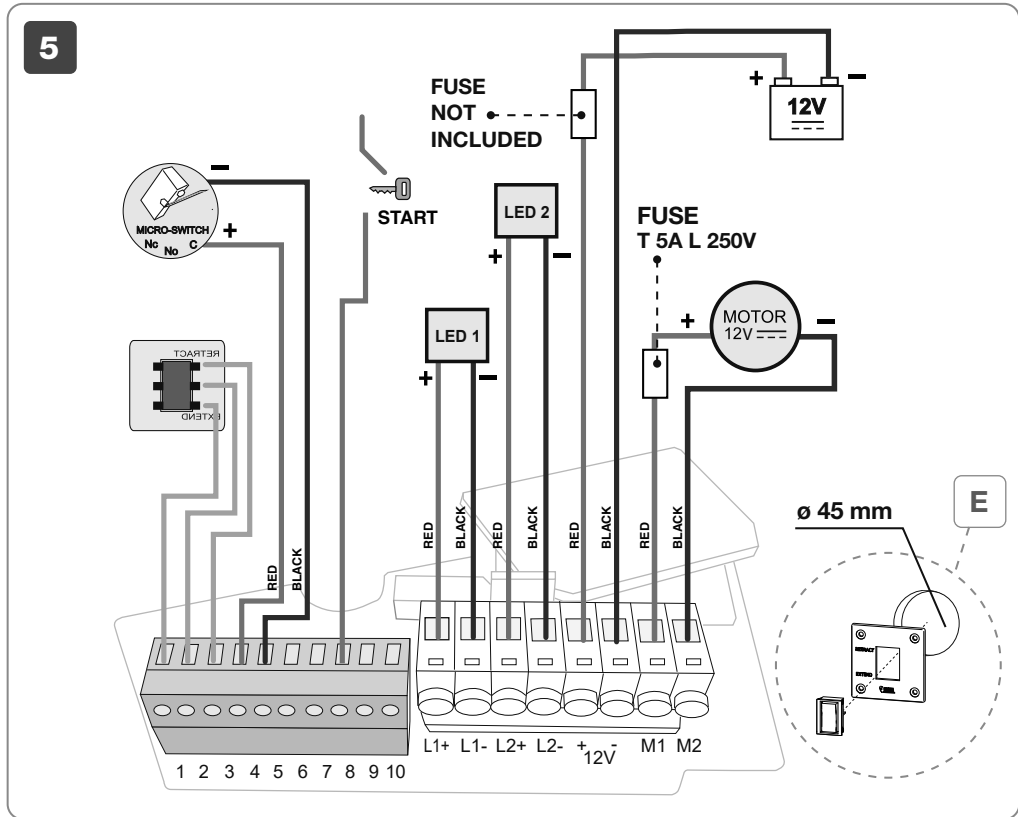 5
FUSE
NOT
INCLUDED
+ −
12V
−
MICRO-SWITCH
Nc No C
+
START
LED 2
+ −
FUSE
T 5A L 250V
LED 1
+ −
+ MOTOR −
12V
RETRACT
EXTEND
RED
BLACK
RED
BLACK
RED
BLACK
RED
BLACK
RED
BLACK
ø 45 mm
E
RETRACT
EXTEND
L1+ L1- L2+ L2- + - M1 M2
12V
1 2 3 4 5 6 7 8 9 10